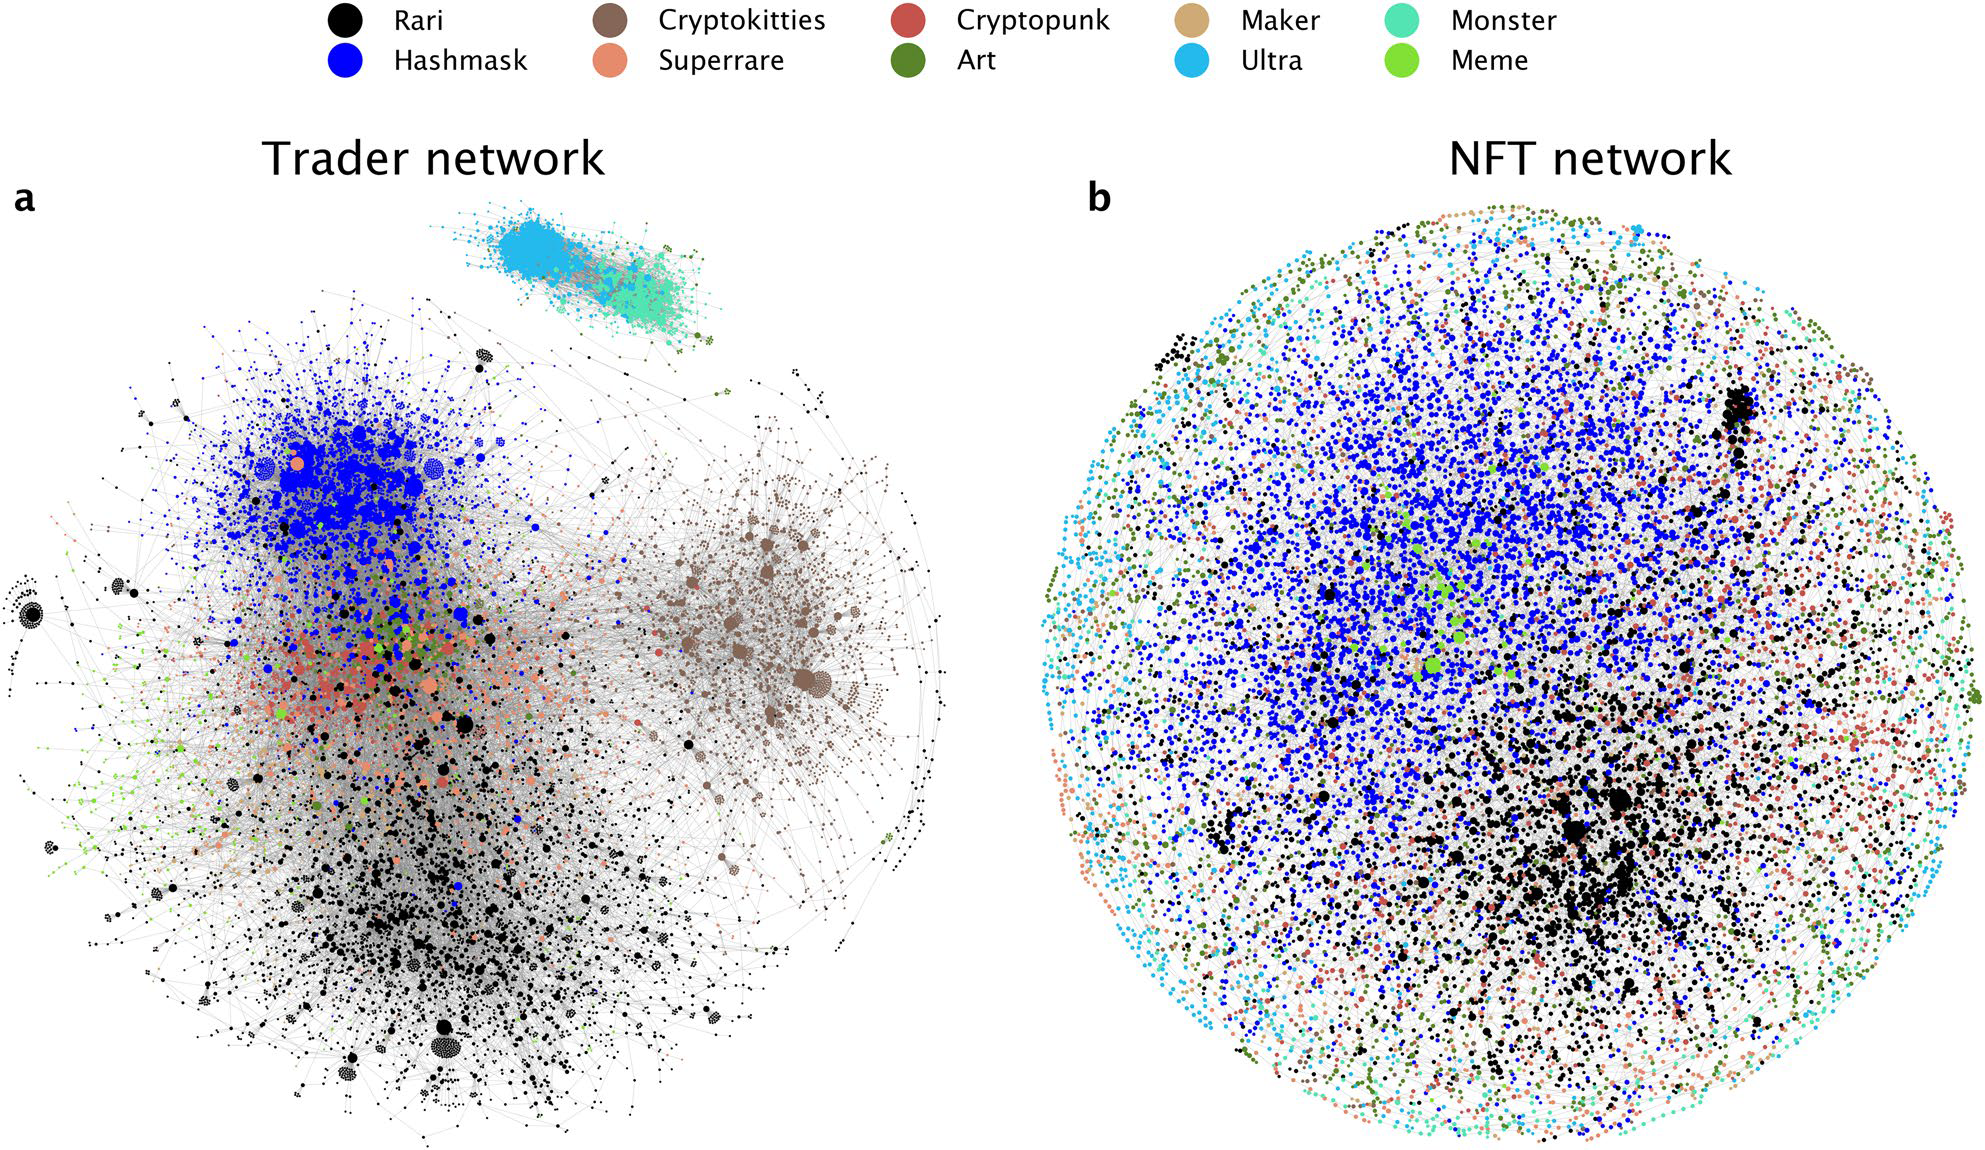 Rari Cryptokitties Cryptopunk Maker Monster
Hashmask Superrare Art Ultra Meme
Trader network NFT network
a b